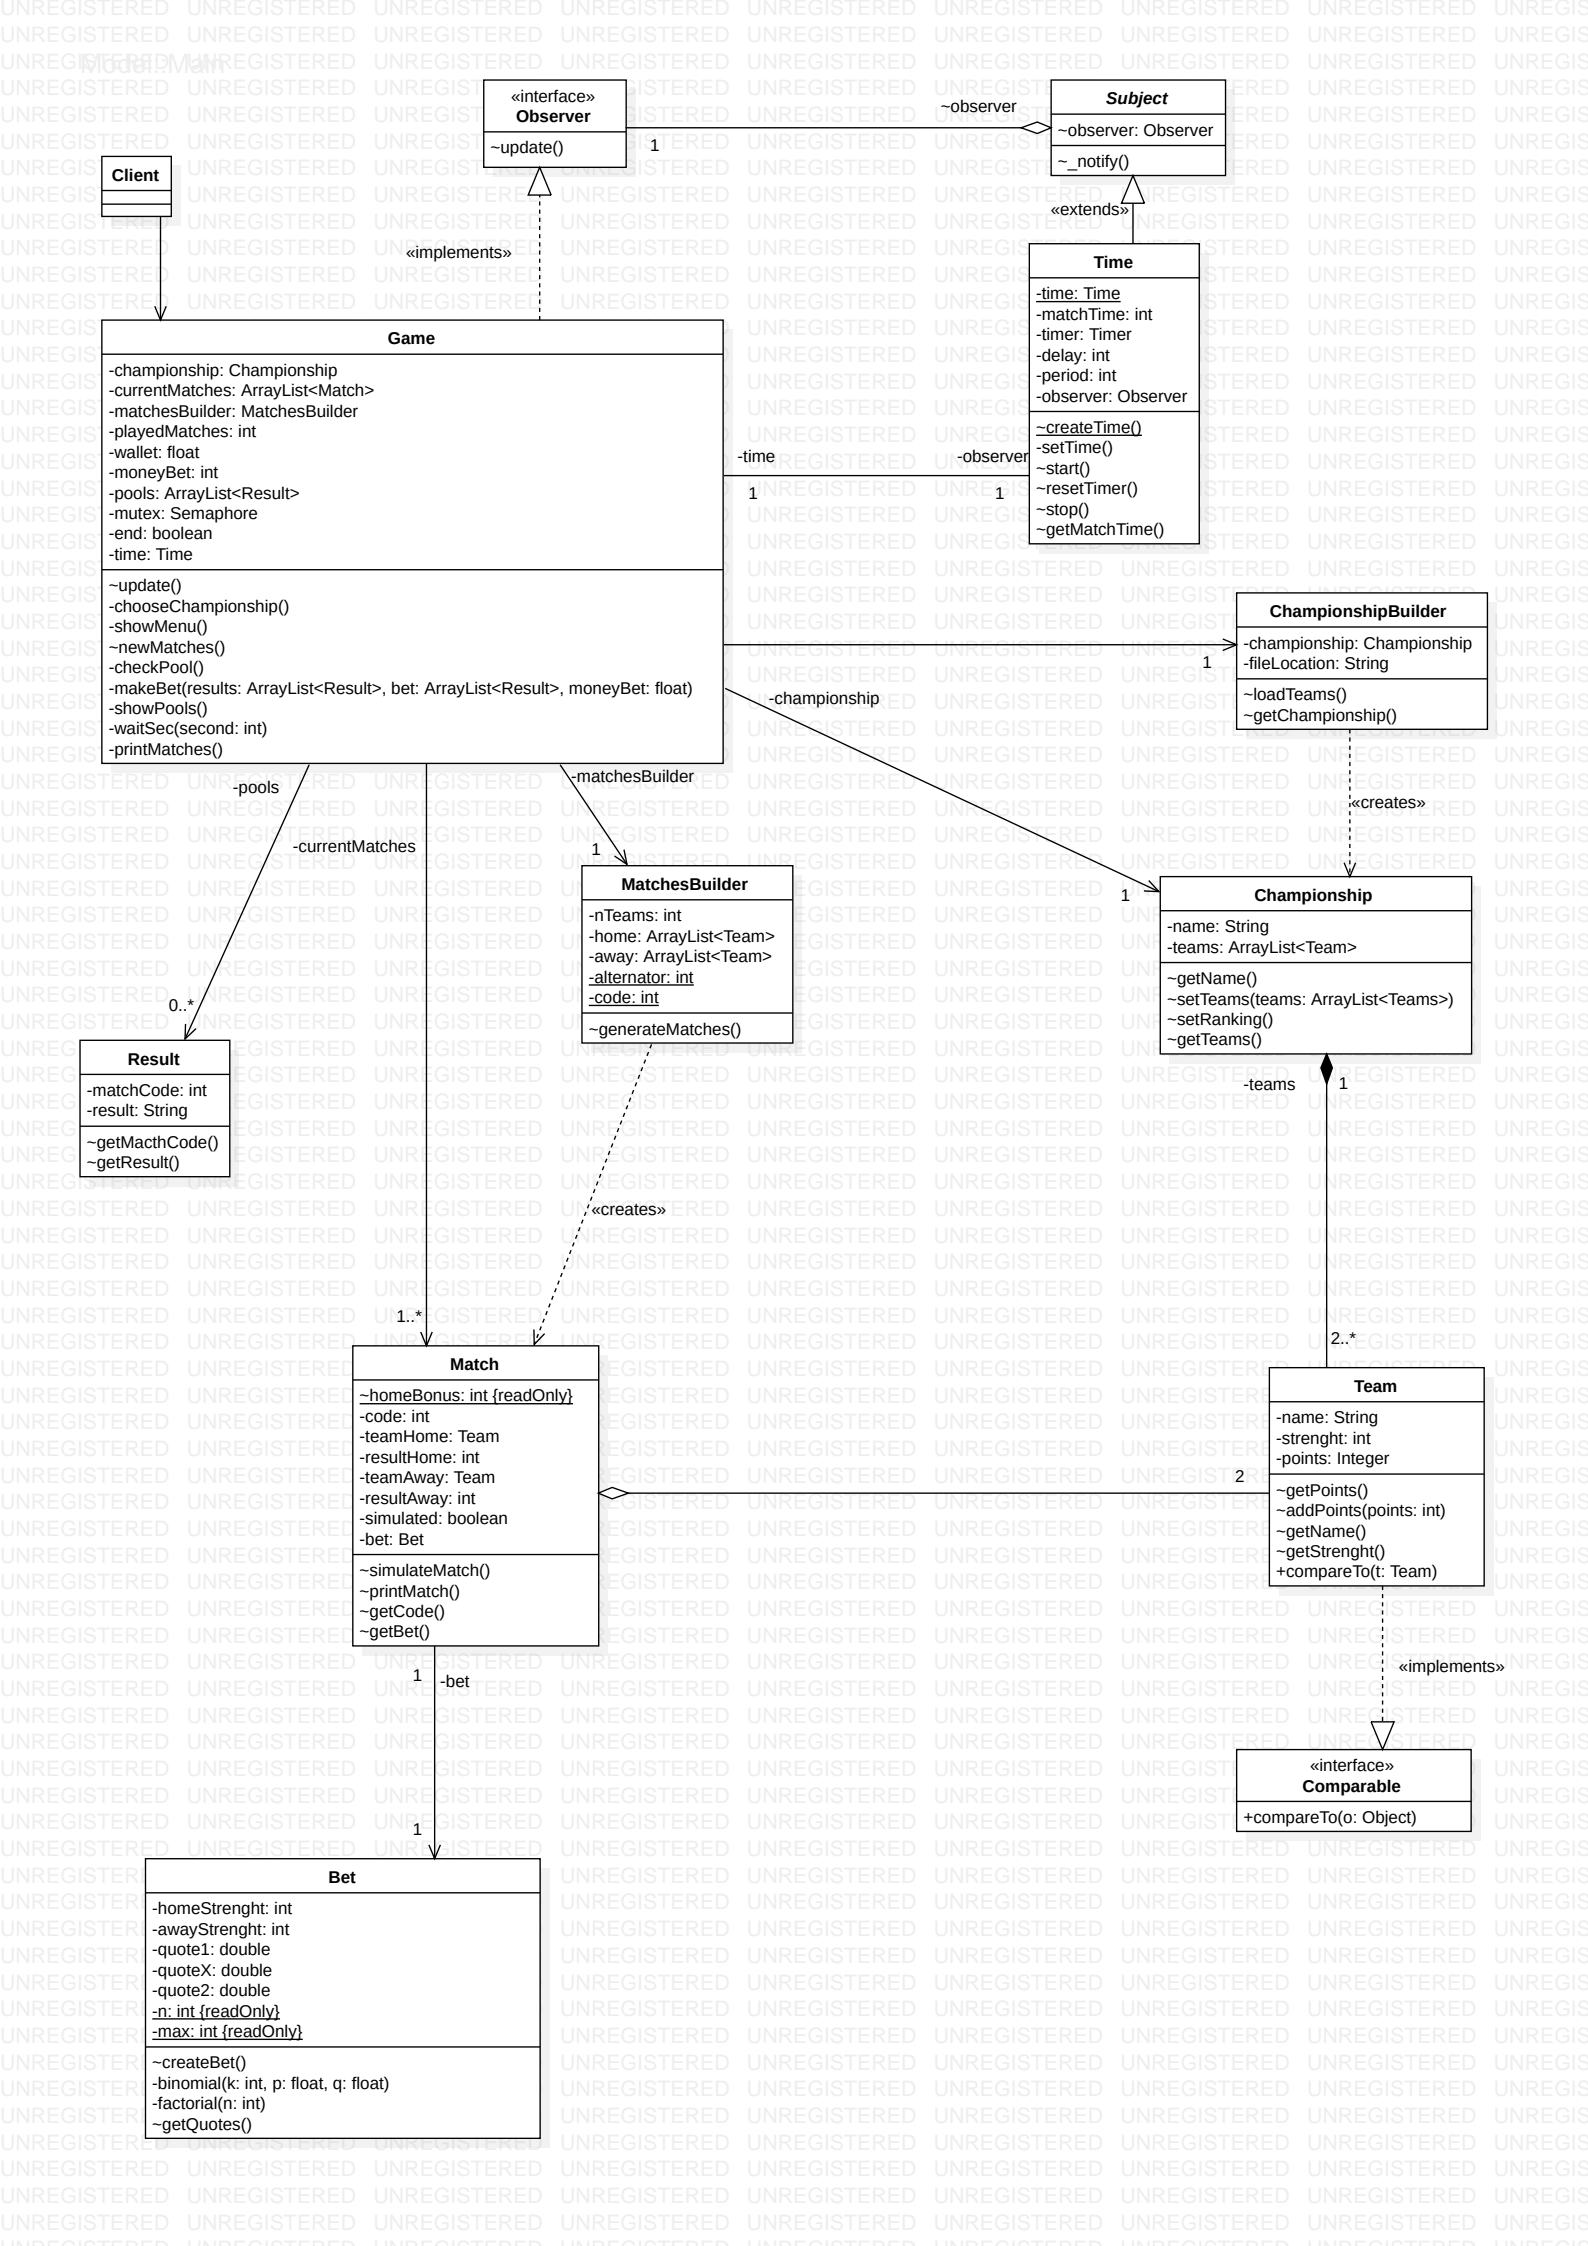 Model::Main
«interface»
Observer
~update()
~observer
1
Subject
~observer: Observer
~_notify()
Client
«implements»
«extends»
Time
-time: Time
-matchTime: int
-timer: Timer
-delay: int
-period: int
-observer: Observer
~createTime()
-setTime()
~start()
~resetTimer()
~stop()
~getMatchTime()
Game
-championship: Championship
-currentMatches: ArrayList<Match>
-matchesBuilder: MatchesBuilder
-playedMatches: int
-wallet: float
-moneyBet: int
-pools: ArrayList<Result>
-mutex: Semaphore
-end: boolean
-time: Time
~update()
-chooseChampionship()
-showMenu()
~newMatches()
-checkPool()
-makeBet(results: ArrayList<Result>, bet: ArrayList<Result>, moneyBet: float)
-showPools()
-waitSec(second: int)
-printMatches()
-time
-observer
1
1
ChampionshipBuilder
-championship: Championship
-fileLocation: String
~loadTeams()
~getChampionship()
1
-championship
-pools
-matchesBuilder
«creates»
-currentMatches
1
MatchesBuilder
-nTeams: int
-home: ArrayList<Team>
-away: ArrayList<Team>
-alternator: int
-code: int
~generateMatches()
1
Championship
-name: String
-teams: ArrayList<Team>
~getName()
~setTeams(teams: ArrayList<Teams>)
~setRanking()
~getTeams()
0..*
Result
-matchCode: int
-result: String
~getMacthCode()
~getResult()
-teams
1
«creates»
1..*
2..*
Match
~homeBonus: int {readOnly}
-code: int
-teamHome: Team
-resultHome: int
-teamAway: Team
-resultAway: int
-simulated: boolean
-bet: Bet
~simulateMatch()
~printMatch()
~getCode()
~getBet()
2
Team
-name: String
-strenght: int
-points: Integer
~getPoints()
~addPoints(points: int)
~getName()
~getStrenght()
+compareTo(t: Team)
1
-bet
«implements»
«interface»
Comparable
+compareTo(o: Object)
1
Bet
-homeStrenght: int
-awayStrenght: int
-quote1: double
-quoteX: double
-quote2: double
-n: int {readOnly}
-max: int {readOnly}
~createBet()
-binomial(k: int, p: float, q: float)
-factorial(n: int)
~getQuotes()